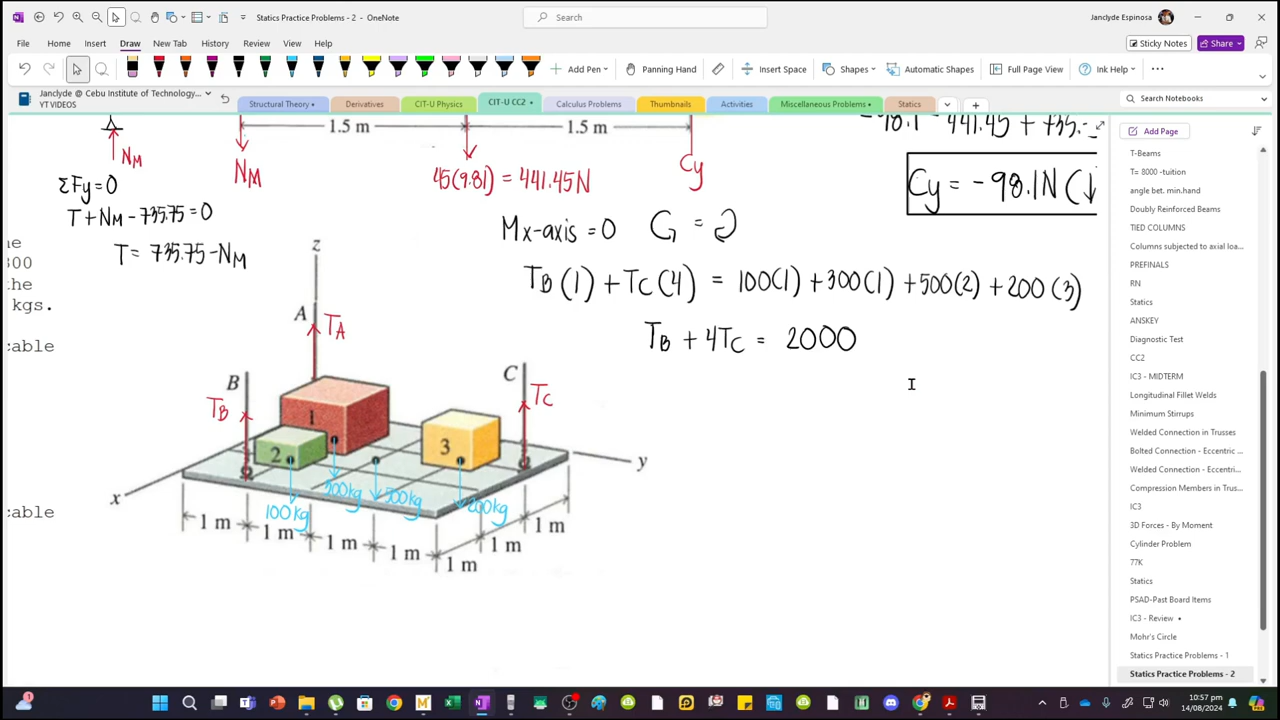 Statics Practice Problems - 2 - OneNote
Search
Janclyde Espinosa
File Home Insert Draw New Tab History Review View Help
Sticky Notes Share
Add Pen Panning Hand Insert Space Shapes Automatic Shapes Full Page View Ink Help
Janclyde @ Cebu Institute of Technology...
YT VIDEOS
Structural Theory • Derivatives CIT-U Physics CIT-U CC2 • Calculus Problems Thumbnails Activities Miscellaneous Problems • Statics
Search Notebooks
Add Page
1.5 m 1.5 m
NM
NM
45(9.81) = 441.45N
Cy
Cy = -98.1N (↓
ΣFy=0
T+NM-735.75=0
T= 735.75-NM
Mx-axis =0 =
TB(1)+TC(4) = 100(1)+300(1)+500(2)+200(3)
TB + 4TC = 2000
he
300
the
kgs.
cable
cable
z
A TA
B TB
C TC
1
2
3
x
y
100kg
300kg
500kg
200kg
1 m 1 m 1 m 1 m
1 m 1 m 1 m
T-Beams
T= 8000 -tuition
angle bet. min.hand
Doubly Reinforced Beams
TIED COLUMNS
Columns subjected to axial loa...
PREFINALS
RN
Statics
ANSKEY
Diagnostic Test
CC2
IC3 - MIDTERM
Longitudinal Fillet Welds
Minimum Stirrups
Welded Connection in Trusses
Bolted Connection - Eccentric ...
Welded Connection - Eccentri...
Compression Members in Trus...
IC3
3D Forces - By Moment
Cylinder Problem
77K
Statics
PSAD-Past Board Items
IC3 - Review •
Mohr's Circle
Statics Practice Problems - 1
Statics Practice Problems - 2
10:57 pm
14/08/2024